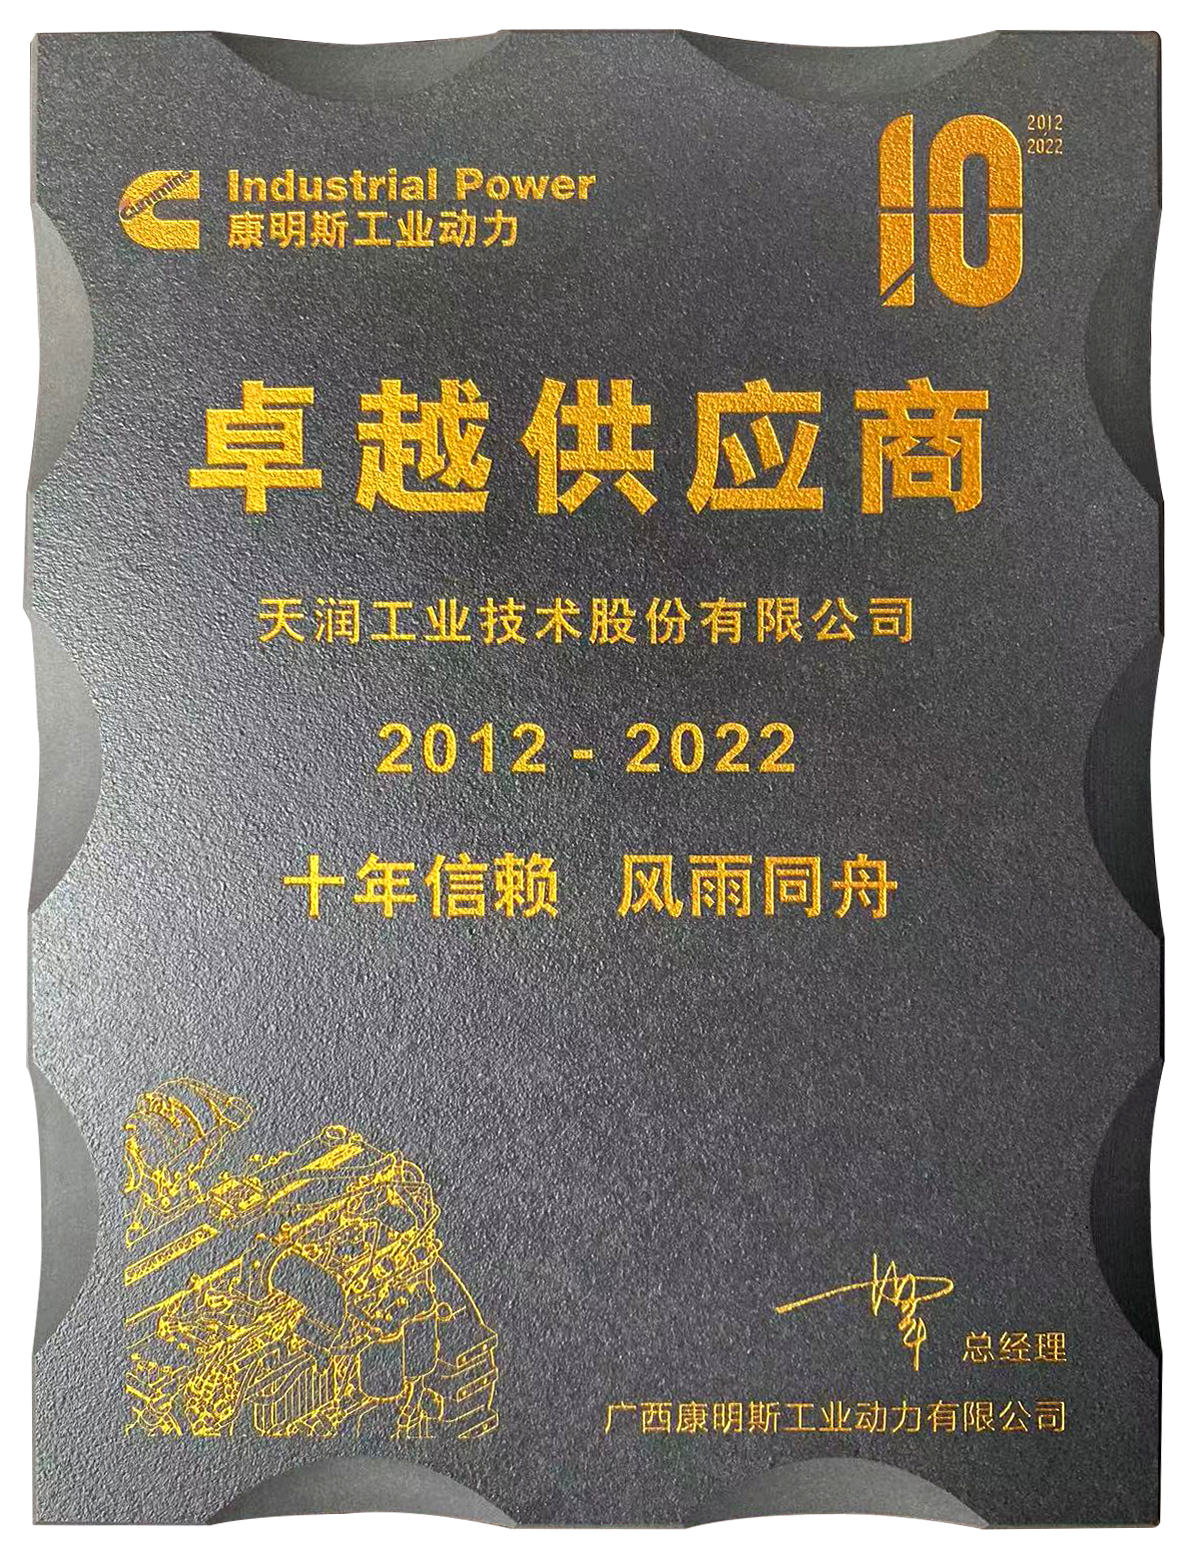 Cummins
Industrial Power
康明斯工业动力
10
2012
2022
卓越供应商
天润工业技术股份有限公司
2012 - 2022
十年信赖 风雨同舟
总经理
广西康明斯工业动力有限公司